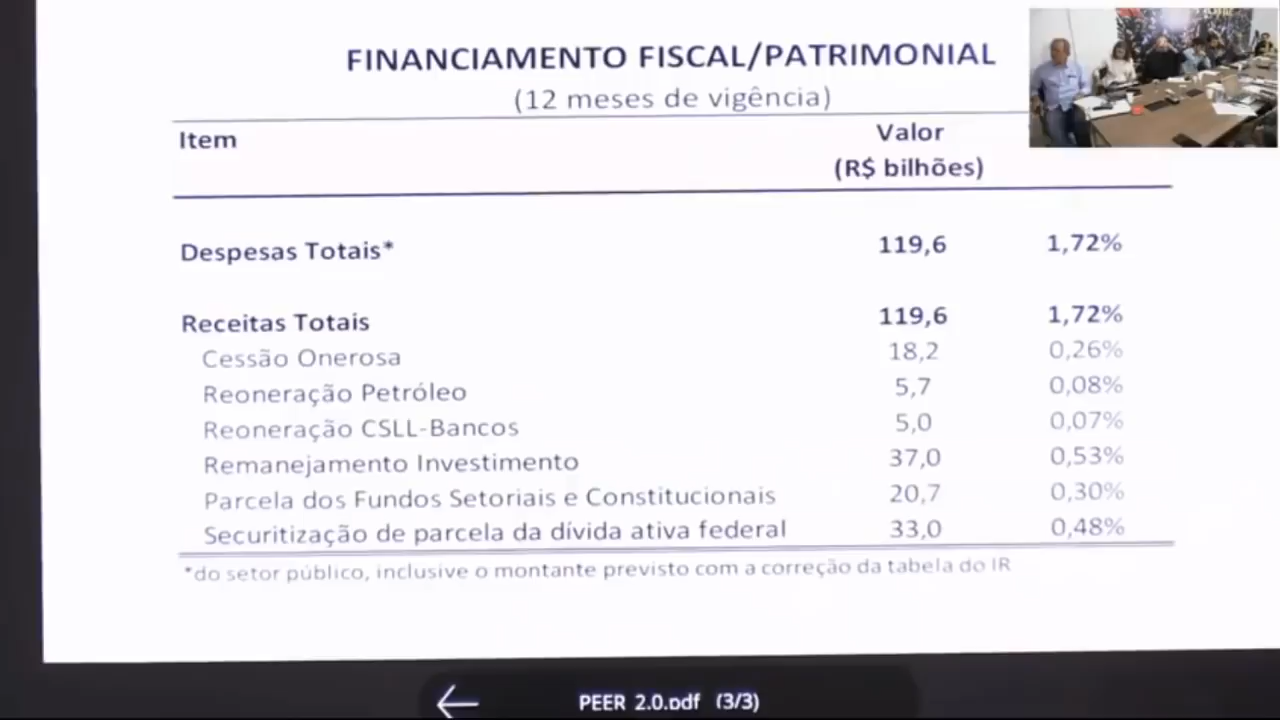 FINANCIAMENTO FISCAL/PATRIMONIAL
(12 meses de vigência)
Item Valor
(R$ bilhões)
Despesas Totais* 119,6 1,72%
Receitas Totais 119,6 1,72%
Cessão Onerosa 18,2 0,26%
Reoneração Petróleo 5,7 0,08%
Reoneração CSLL-Bancos 5,0 0,07%
Remanejamento Investimento 37,0 0,53%
Parcela dos Fundos Setoriais e Constitucionais 20,7 0,30%
Securitização de parcela da dívida ativa federal 33,0 0,48%
*do setor público, inclusive o montante previsto com a correção da tabela do IR
PEER 2.0.pdf (3/3)